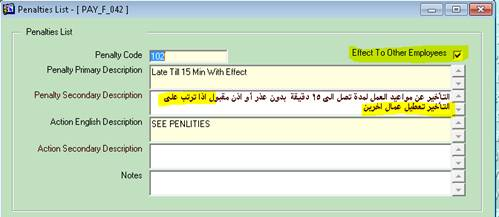 Penalties List - [ PAY_F_042 ]
Penalties List
Penalty Code 102 Effect To Other Employees
Penalty Primary Description Late Till 15 Min With Effect
Penalty Secondary Description التأخير عن مواعيد العمل لمدة تصل الى ١٥ دقيقة بدون عذر أو اذن مقبول اذا ترتب على
التأخير تعطيل عمال اخرين
Action English Description SEE PENLITIES
Action Secondary Description
Notes